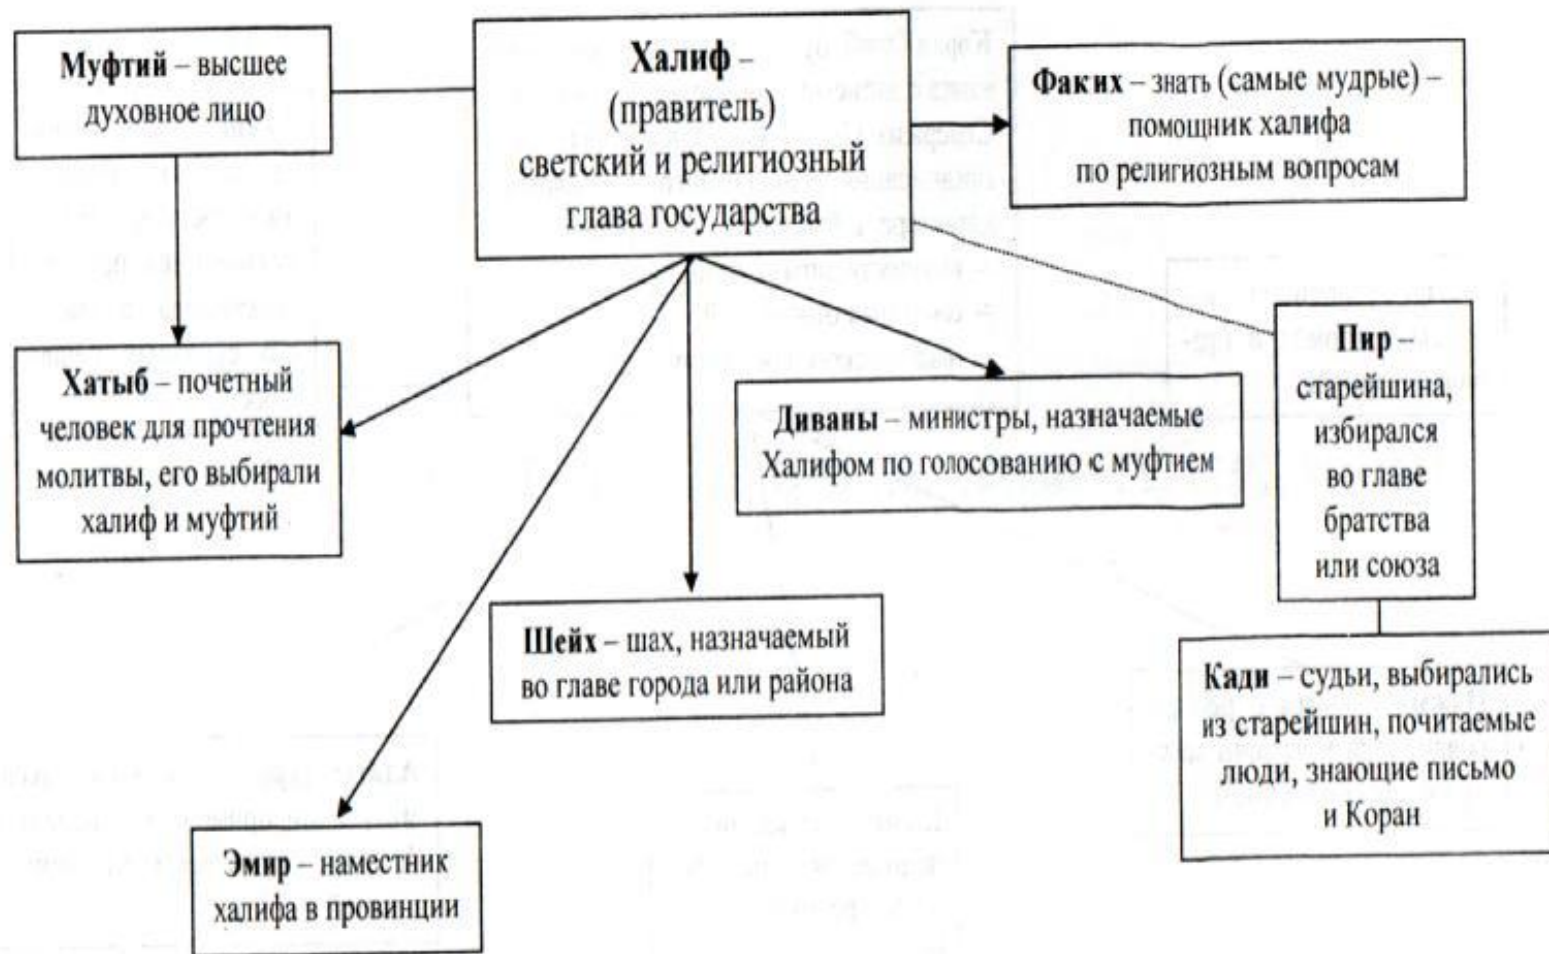 Муфтий – высшее
духовное лицо
Халиф –
(правитель)
светский и религиозный
глава государства
Факих – знать (самые мудрые) –
помощник халифа
по религиозным вопросам
Хатыб – почетный
человек для прочтения
молитвы, его выбирали
халиф и муфтий
Диваны – министры, назначаемые
Халифом по голосованию с муфтием
Пир –
старейшина,
избирался
во главе
братства
или союза
Шейх – шах, назначаемый
во главе города или района
Кади – судьи, выбирались
из старейшин, почитаемые
люди, знающие письмо
и Коран
Эмир – наместник
халифа в провинции